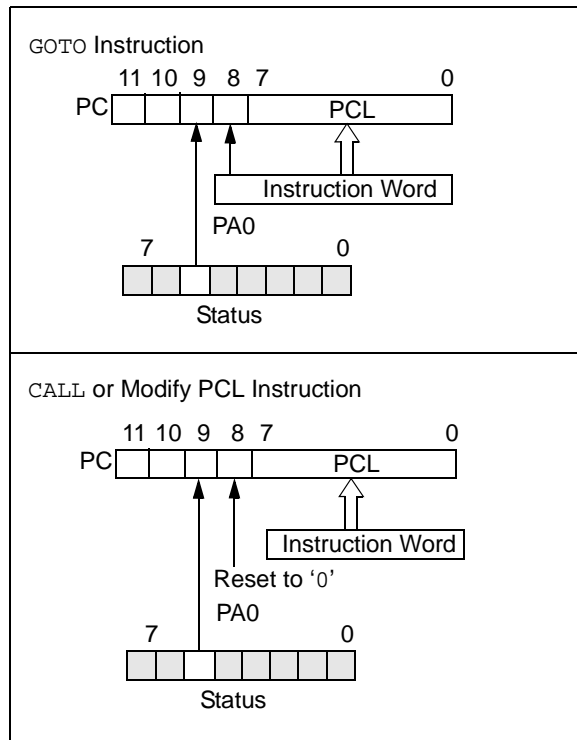 GOTO Instruction
11 10 9 8 7 0
PC PCL
Instruction Word
PA0
7 0
Status
CALL or Modify PCL Instruction
11 10 9 8 7 0
PC PCL
Instruction Word
Reset to ‘0’
PA0
7 0
Status